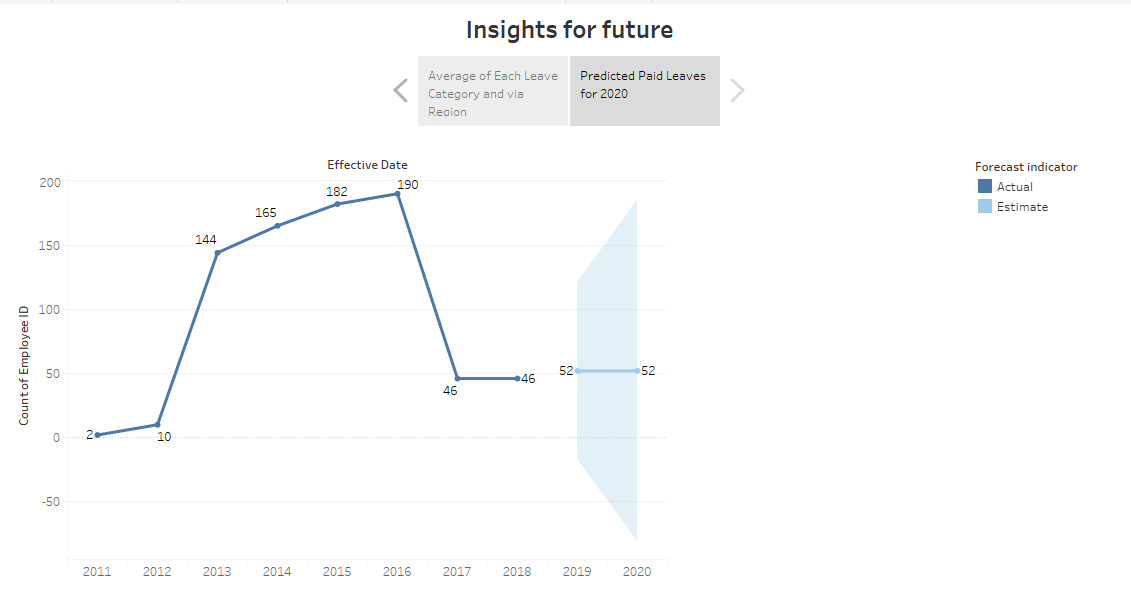 Insights for future
Average of Each Leave
Category and via
Region
Predicted Paid Leaves
for 2020
Effective Date
Forecast indicator
Actual
Estimate
Count of Employee ID
200
150
100
50
0
-50
2
10
144
165
182
190
46
46
52
52
2011
2012
2013
2014
2015
2016
2017
2018
2019
2020